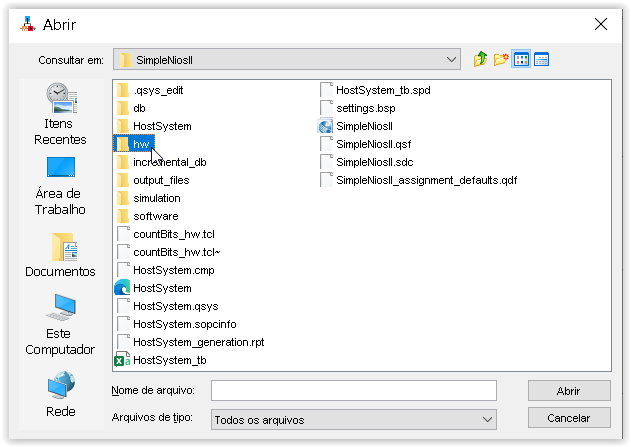 Abrir
Consultar em:
SimpleNiosII
Itens
Recentes
Área de
Trabalho
Documentos
Este
Computador
Rede
.qsys_edit
db
HostSystem
hw
incremental_db
output_files
simulation
software
countBits_hw.tcl
countBits_hw.tcl~
HostSystem.cmp
HostSystem
HostSystem.qsys
HostSystem.sopcinfo
HostSystem_generation.rpt
HostSystem_tb
HostSystem_tb.spd
settings.bsp
SimpleNiosII
SimpleNiosII.qsf
SimpleNiosII.sdc
SimpleNiosII_assignment_defaults.qdf
Nome de arquivo:
Abrir
Arquivos de tipo:
Todos os arquivos
Cancelar